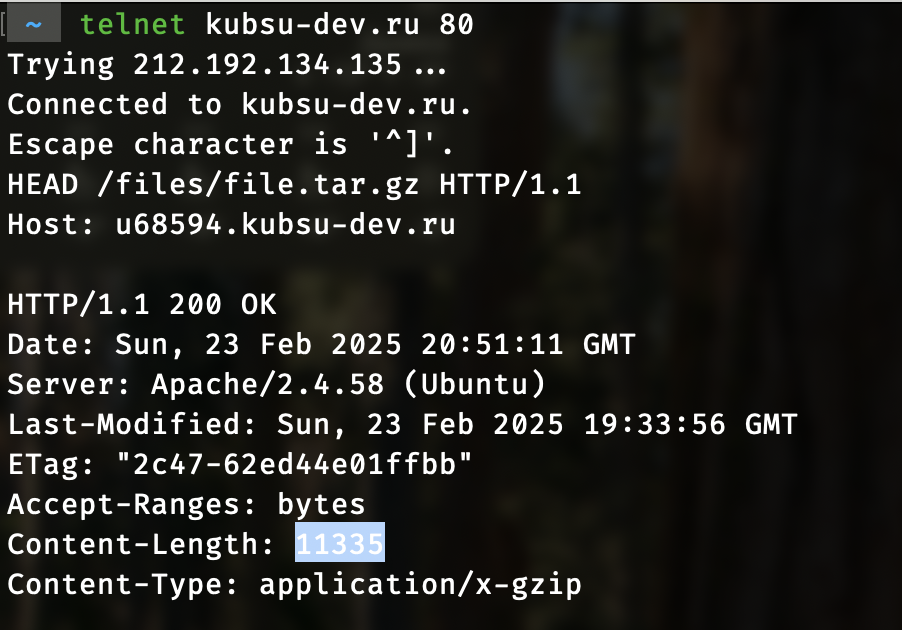 ~ telnet kubsu-dev.ru 80
Trying 212.192.134.135...
Connected to kubsu-dev.ru.
Escape character is '^]'.
HEAD /files/file.tar.gz HTTP/1.1
Host: u68594.kubsu-dev.ru

HTTP/1.1 200 OK
Date: Sun, 23 Feb 2025 20:51:11 GMT
Server: Apache/2.4.58 (Ubuntu)
Last-Modified: Sun, 23 Feb 2025 19:33:56 GMT
ETag: "2c47-62ed44e01ffbb"
Accept-Ranges: bytes
Content-Length: 11335
Content-Type: application/x-gzip